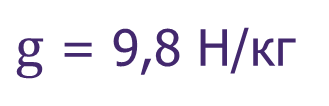 g = 9,8 Н/кг